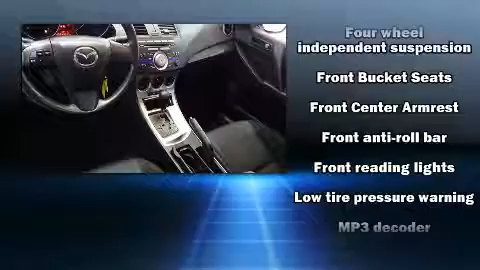 Four wheel
independent suspension
Front Bucket Seats
Front Center Armrest
Front anti-roll bar
Front reading lights
Low tire pressure warning
MP3 decoder